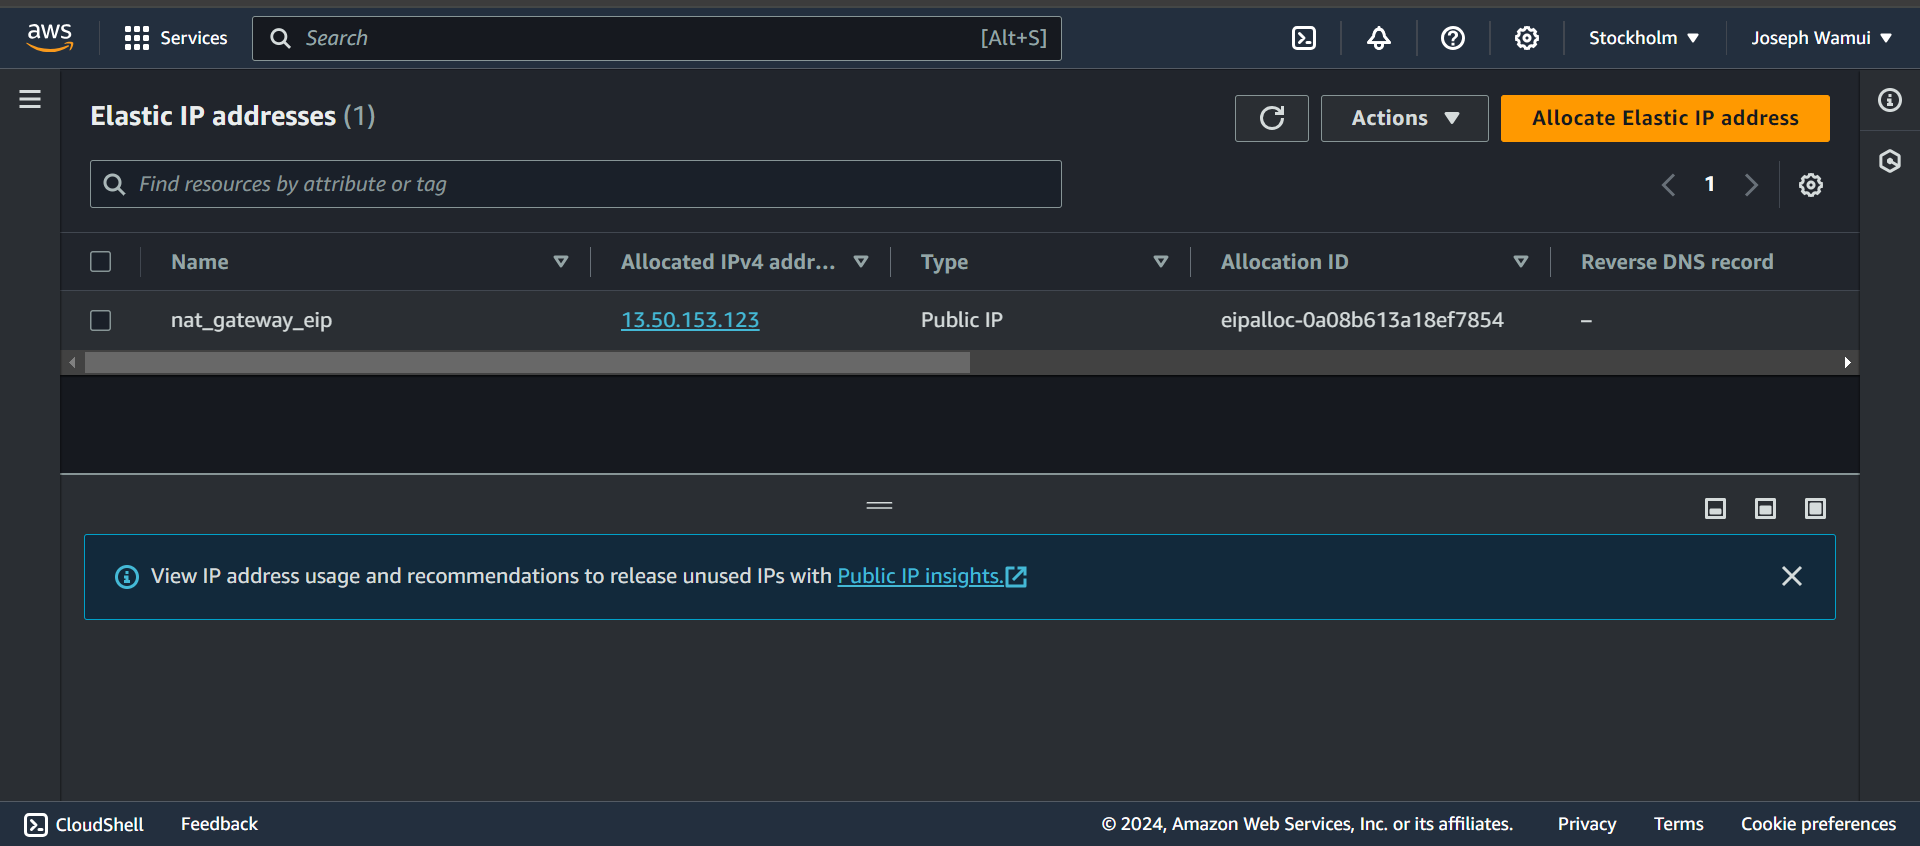 aws
Services
Search [Alt+S]
Stockholm
Joseph Wamui
Elastic IP addresses (1)
Actions
Allocate Elastic IP address
Find resources by attribute or tag
1
Name Allocated IPv4 addr... Type Allocation ID Reverse DNS record
nat_gateway_eip 13.50.153.123 Public IP eipalloc-0a08b613a18ef7854 –
View IP address usage and recommendations to release unused IPs with Public IP insights.
CloudShell Feedback © 2024, Amazon Web Services, Inc. or its affiliates. Privacy Terms Cookie preferences